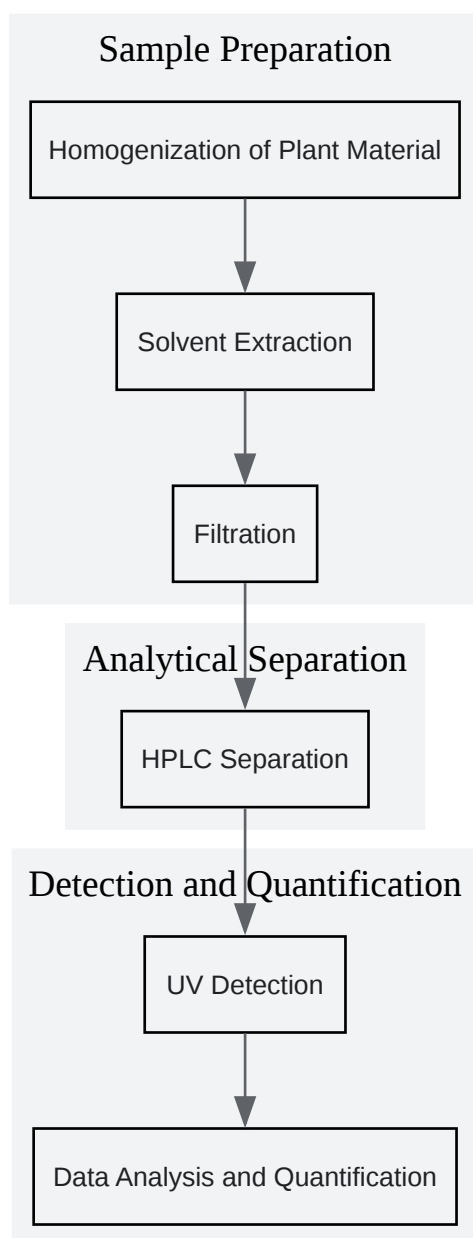 Sample Preparation
Homogenization of Plant Material
Solvent Extraction
Filtration
Analytical Separation
HPLC Separation
Detection and Quantification
UV Detection
Data Analysis and Quantification